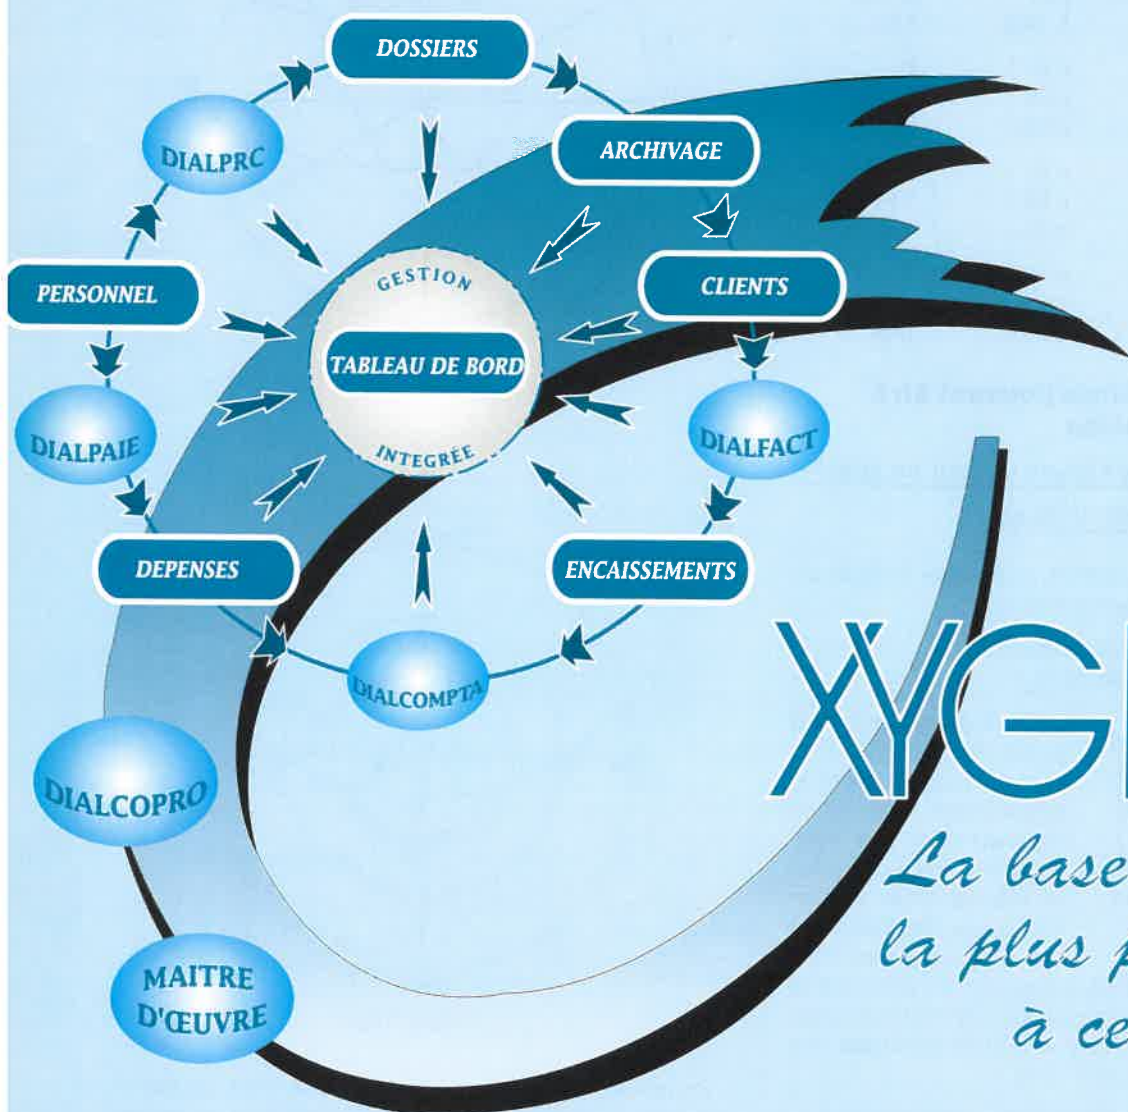 DOSSIERS
DIALPRC
ARCHIVAGE
PERSONNEL
GESTION
CLIENTS
TABLEAU DE BORD
DIALPAIE
INTEGRÉE
DIALFACT
DEPENSES
ENCAISSEMENTS
DIALCOMPTA
XYG
DIALCOPRO
La base
la plus
à ce
MAITRE
D'ŒUVRE